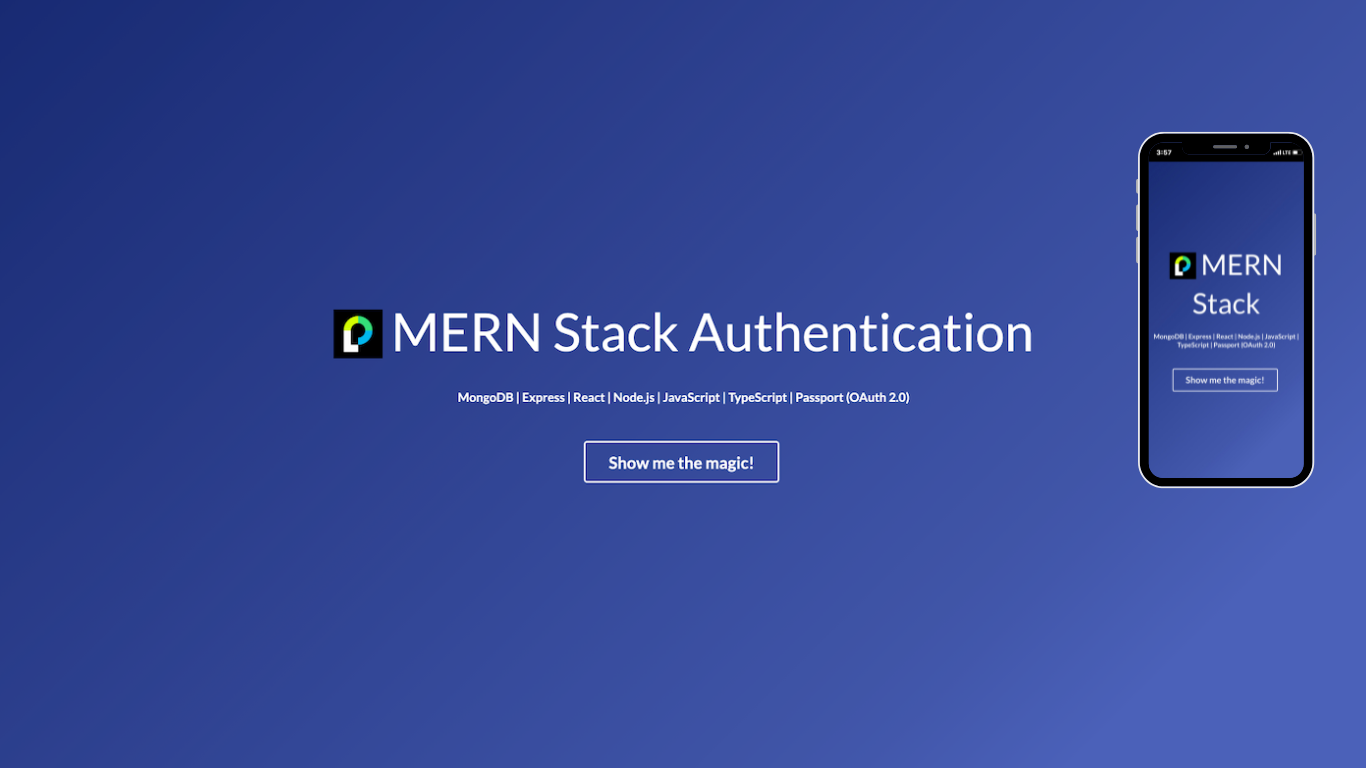 MERN Stack Authentication
MongoDB | Express | React | Node.js | JavaScript | TypeScript | Passport (OAuth 2.0)
Show me the magic!
3:57
LTE
MERN
Stack
MongoDB | Express | React | Node.js | JavaScript |
TypeScript | Passport (OAuth 2.0)
Show me the magic!